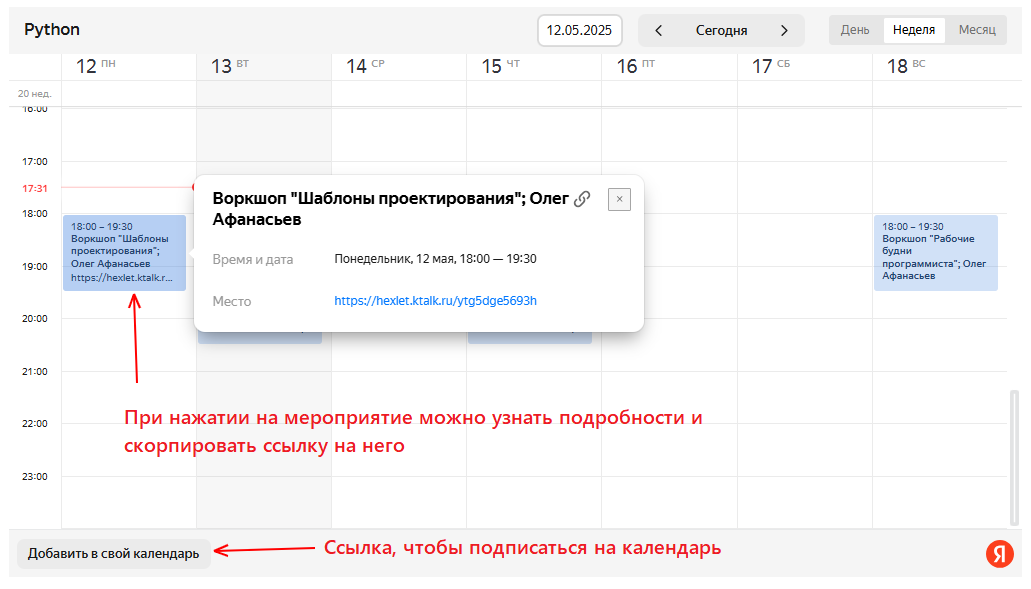 Python
12.05.2025
Сегодня
День
Неделя
Месяц
12 ПН
13 ВТ
14 СР
15 ЧТ
16 ПТ
17 СБ
18 ВС
20 нед.
16:00
17:00
17:31
18:00
19:00
20:00
21:00
22:00
23:00
18:00 – 19:30
Воркшоп "Шаблоны
проектирования";
Олег Афанасьев
https://hexlet.ktalk.r...
Воркшоп "Шаблоны проектирования"; Олег
Афанасьев
Время и дата
Понедельник, 12 мая, 18:00 — 19:30
Место
https://hexlet.ktalk.ru/ytg5dge5693h
18:00 – 19:30
Воркшоп "Рабочие
будни
программиста"; Олег
Афанасьев
При нажатии на мероприятие можно узнать подробности и
скорпировать ссылку на него
Добавить в свой календарь
Ссылка, чтобы подписаться на календарь
Я